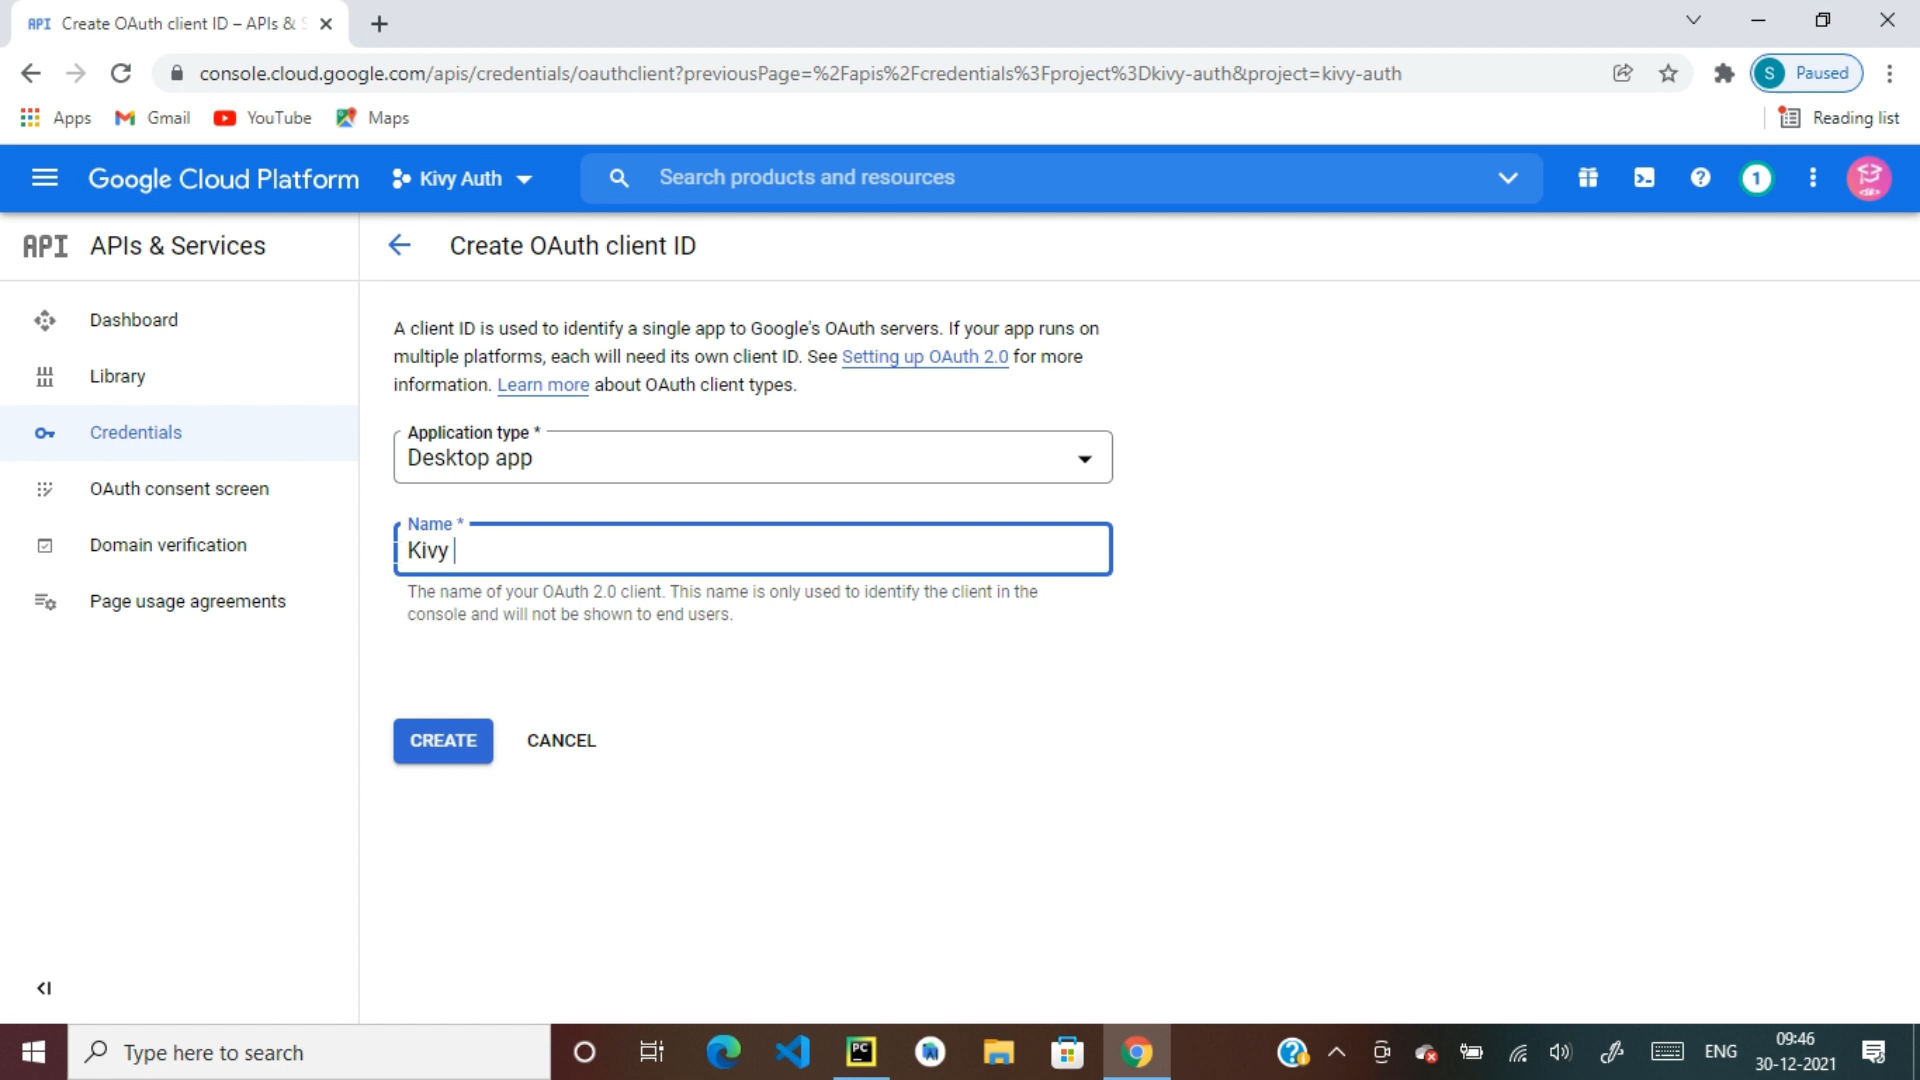 API Create OAuth client ID – APIs & S
console.cloud.google.com/apis/credentials/oauthclient?previousPage=%2Fapis%2Fcredentials%3Fproject%3Dkivy-auth&project=kivy-auth
S Paused
Apps Gmail YouTube Maps Reading list
Google Cloud Platform Kivy Auth Search products and resources 1
API APIs & Services
Create OAuth client ID
Dashboard
Library
Credentials
OAuth consent screen
Domain verification
Page usage agreements
A client ID is used to identify a single app to Google's OAuth servers. If your app runs on
multiple platforms, each will need its own client ID. See Setting up OAuth 2.0 for more
information. Learn more about OAuth client types.
Application type *
Desktop app
Name *
Kivy
The name of your OAuth 2.0 client. This name is only used to identify the client in the
console and will not be shown to end users.
CREATE CANCEL
Type here to search
PC
ENG
09:46
30-12-2021